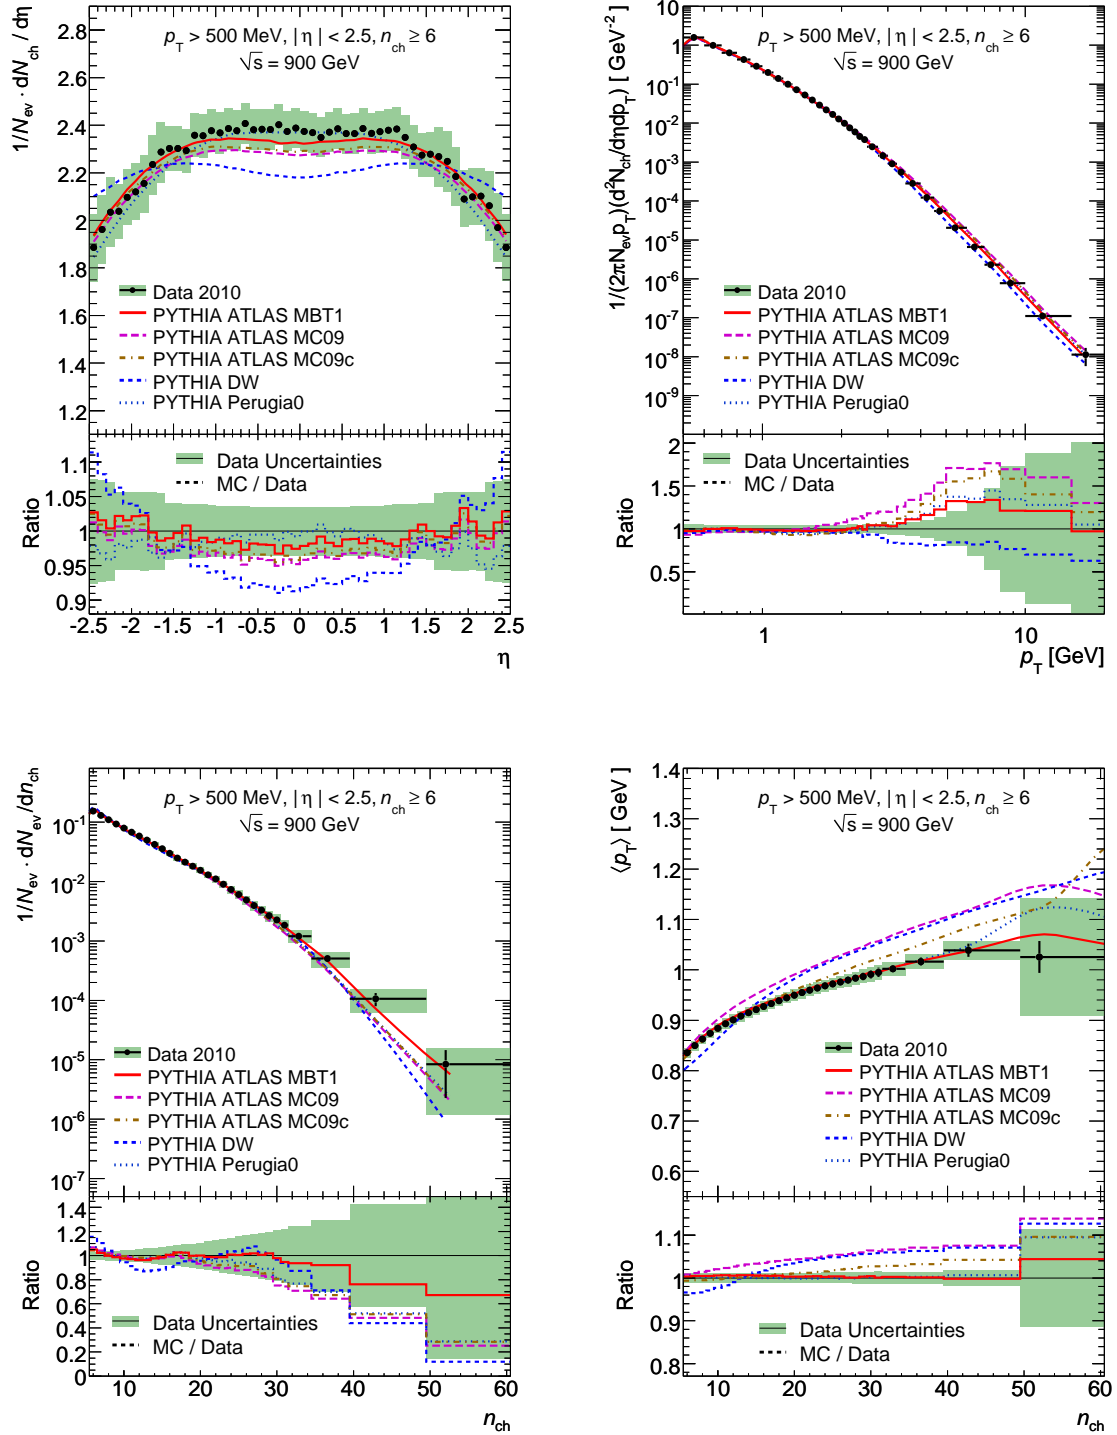 1/N_ev · dN_ch / dη
p_T > 500 MeV, | η | < 2.5, n_ch ≥ 6
√s = 900 GeV
2.8
2.6
2.4
2.2
2
1.8
1.6
1.4
1.2
Data 2010
PYTHIA ATLAS MBT1
PYTHIA ATLAS MC09
PYTHIA ATLAS MC09c
PYTHIA DW
PYTHIA Perugia0
Ratio
1.1
1.05
1
0.95
0.9
Data Uncertainties
MC / Data
-2.5 -2 -1.5 -1 -0.5 0 0.5 1 1.5 2 2.5
η
1/(2πN_ev p_T)(d²N_ch/dηdp_T) [ GeV⁻² ]
p_T > 500 MeV, | η | < 2.5, n_ch ≥ 6
√s = 900 GeV
1
10⁻¹
10⁻²
10⁻³
10⁻⁴
10⁻⁵
10⁻⁶
10⁻⁷
10⁻⁸
10⁻⁹
Data 2010
PYTHIA ATLAS MBT1
PYTHIA ATLAS MC09
PYTHIA ATLAS MC09c
PYTHIA DW
PYTHIA Perugia0
Ratio
2
1.5
1
0.5
Data Uncertainties
MC / Data
1 10
p_T [GeV]
1/N_ev · dN_ev/dn_ch
p_T > 500 MeV, | η | < 2.5, n_ch ≥ 6
√s = 900 GeV
10⁻¹
10⁻²
10⁻³
10⁻⁴
10⁻⁵
10⁻⁶
10⁻⁷
Data 2010
PYTHIA ATLAS MBT1
PYTHIA ATLAS MC09
PYTHIA ATLAS MC09c
PYTHIA DW
PYTHIA Perugia0
Ratio
1.4
1.2
1
0.8
0.6
0.4
0.2
0
Data Uncertainties
MC / Data
10 20 30 40 50 60
n_ch
⟨p_T⟩ [ GeV ]
p_T > 500 MeV, | η | < 2.5, n_ch ≥ 6
√s = 900 GeV
1.4
1.3
1.2
1.1
1
0.9
0.8
0.7
0.6
Data 2010
PYTHIA ATLAS MBT1
PYTHIA ATLAS MC09
PYTHIA ATLAS MC09c
PYTHIA DW
PYTHIA Perugia0
Ratio
1.1
1
0.9
0.8
Data Uncertainties
MC / Data
10 20 30 40 50 60
n_ch